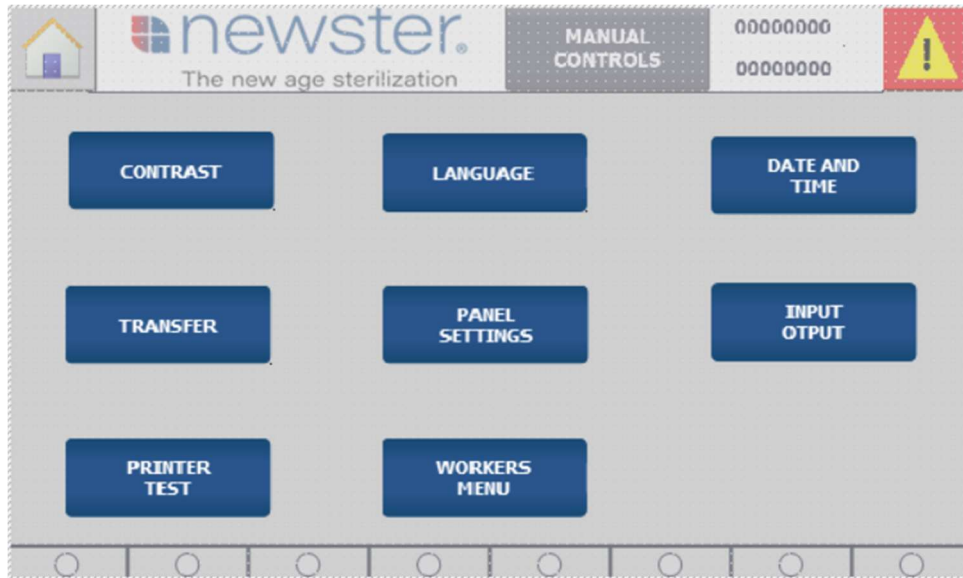 newster®
The new age sterilization
MANUAL
CONTROLS
00000000
00000000
CONTRAST
LANGUAGE
DATE AND
TIME
TRANSFER
PANEL
SETTINGS
INPUT
OTPUT
PRINTER
TEST
WORKERS
MENU